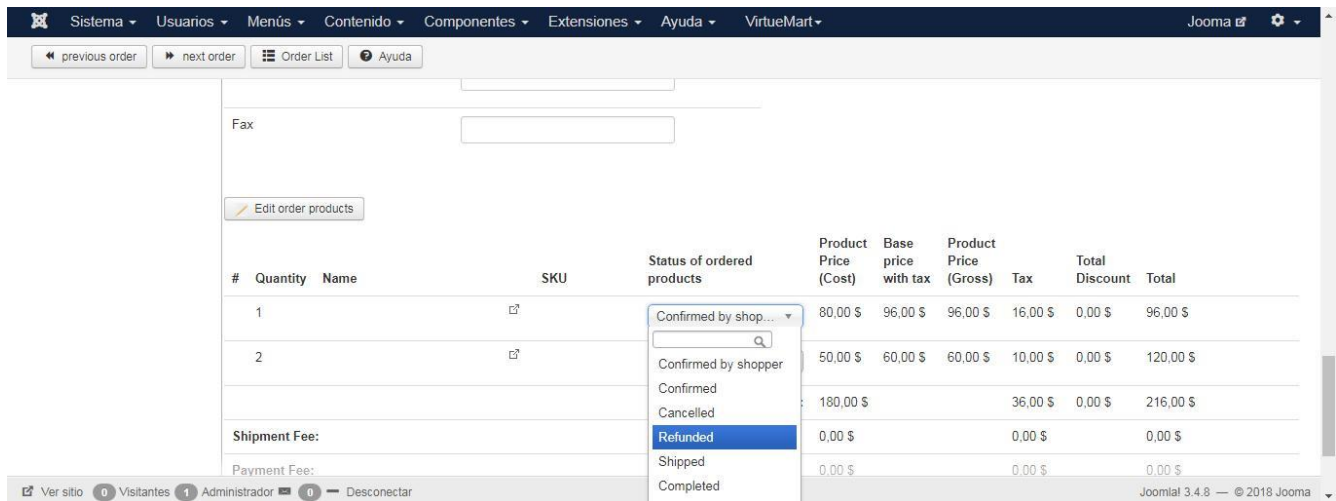 Sistema Usuarios Menús Contenido Componentes Extensiones Ayuda VirtueMart Jooma
previous order next order Order List Ayuda
Fax
Edit order products
# Quantity Name SKU Status of ordered products Product Price (Cost) Base price with tax Product Price (Gross) Tax Total Discount Total
1 Confirmed by shop... 80,00 $ 96,00 $ 96,00 $ 16,00 $ 0,00 $ 96,00 $
2 50,00 $ 60,00 $ 60,00 $ 10,00 $ 0,00 $ 120,00 $
Confirmed by shopper
Confirmed
Cancelled
Refunded
Shipped
Completed
: 180,00 $ 36,00 $ 0,00 $ 216,00 $
Shipment Fee: 0,00 $ 0,00 $ 0,00 $
Payment Fee: 0,00 $ 0,00 $ 0,00 $
Ver sitio 0 Visitantes 1 Administrador 0 Desconectar Joomla! 3.4.8 — © 2018 Jooma